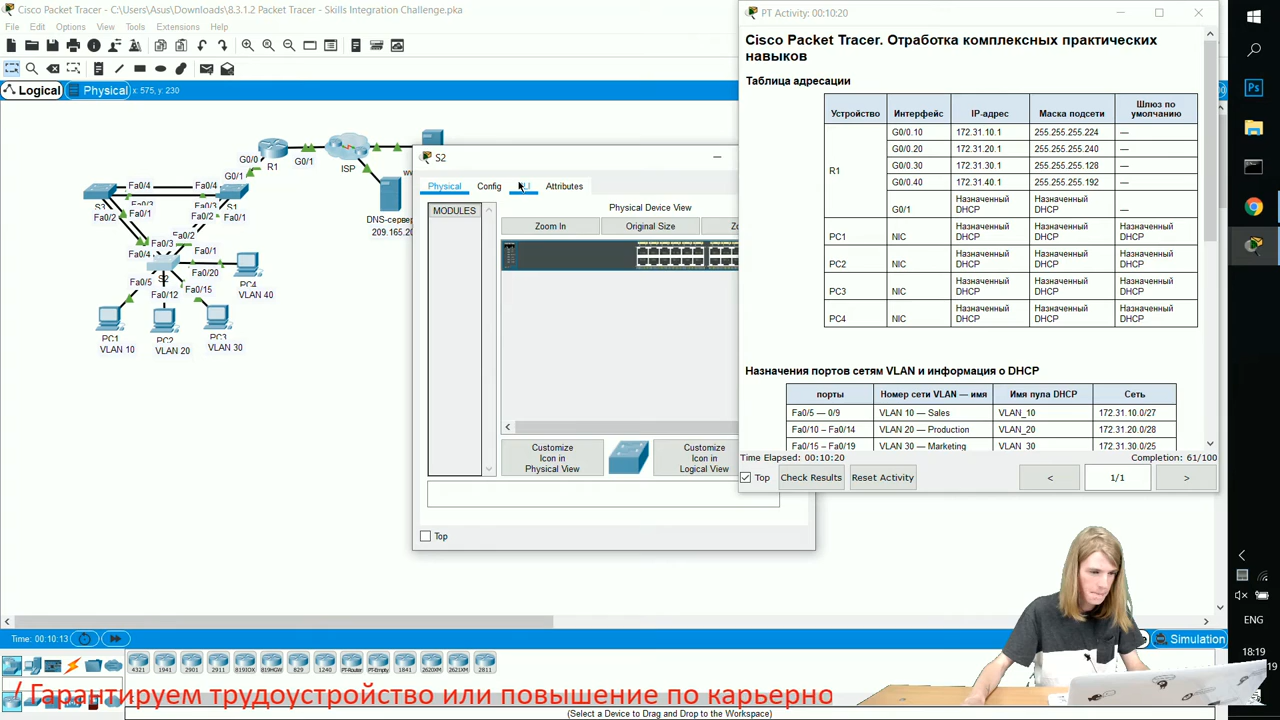 Cisco Packet Tracer - C:\Users\Asus\Downloads\8.3.1.2 Packet Tracer - Skills Integration Challenge.pka
File Edit Options View Tools Extensions Help
Logical Physical x: 575, y: 230
G0/0
R1
G0/1
ISP
G0/1
DNS-сервер
209.165.20
Fa0/4
Fa0/4
S3
S1
Fa0/2
Fa0/1
Fa0/2
Fa0/1
Fa0/2
Fa0/3
Fa0/4
Fa0/1
S2
Fa0/20
Fa0/5
Fa0/12
Fa0/15
PC4
VLAN 40
PC1
VLAN 10
PC2
VLAN 20
PC3
VLAN 30
S2
Physical Config Attributes
MODULES
Physical Device View
Zoom In Original Size
Customize Icon in Physical View
Customize Icon in Logical View
Top
PT Activity: 00:10:20
Cisco Packet Tracer. Отработка комплексных практических
навыков
Таблица адресации
Устройство Интерфейс IP-адрес Маска подсети Шлюз по умолчанию
R1
G0/0.10 172.31.10.1 255.255.255.224 —
G0/0.20 172.31.20.1 255.255.255.240 —
G0/0.30 172.31.30.1 255.255.255.128 —
G0/0.40 172.31.40.1 255.255.255.192 —
G0/1 Назначенный DHCP Назначенный DHCP —
PC1 NIC Назначенный DHCP Назначенный DHCP Назначенный DHCP
PC2 NIC Назначенный DHCP Назначенный DHCP Назначенный DHCP
PC3 NIC Назначенный DHCP Назначенный DHCP Назначенный DHCP
PC4 NIC Назначенный DHCP Назначенный DHCP Назначенный DHCP
Назначения портов сетям VLAN и информация о DHCP
порты Номер сети VLAN — имя Имя пула DHCP Сеть
Fa0/5 — 0/9 VLAN 10 — Sales VLAN_10 172.31.10.0/27
Fa0/10 – Fa0/14 VLAN 20 — Production VLAN_20 172.31.20.0/28
Fa0/15 – Fa0/19 VLAN 30 — Marketing VLAN_30 172.31.30.0/25
Time Elapsed: 00:10:20 Completion: 61/100
Top Check Results Reset Activity < 1/1 >
Time: 00:10:13
Simulation
4321 1941 2901 2911 819IOX 819HGW 829 1240 PT-Router PT-Empty 1841 2620XM 2621XM 2811
/ Гарантируем трудоустройство или повышение по карьерно
(Select a Device to Drag and Drop to the Workspace)
ENG
18:19